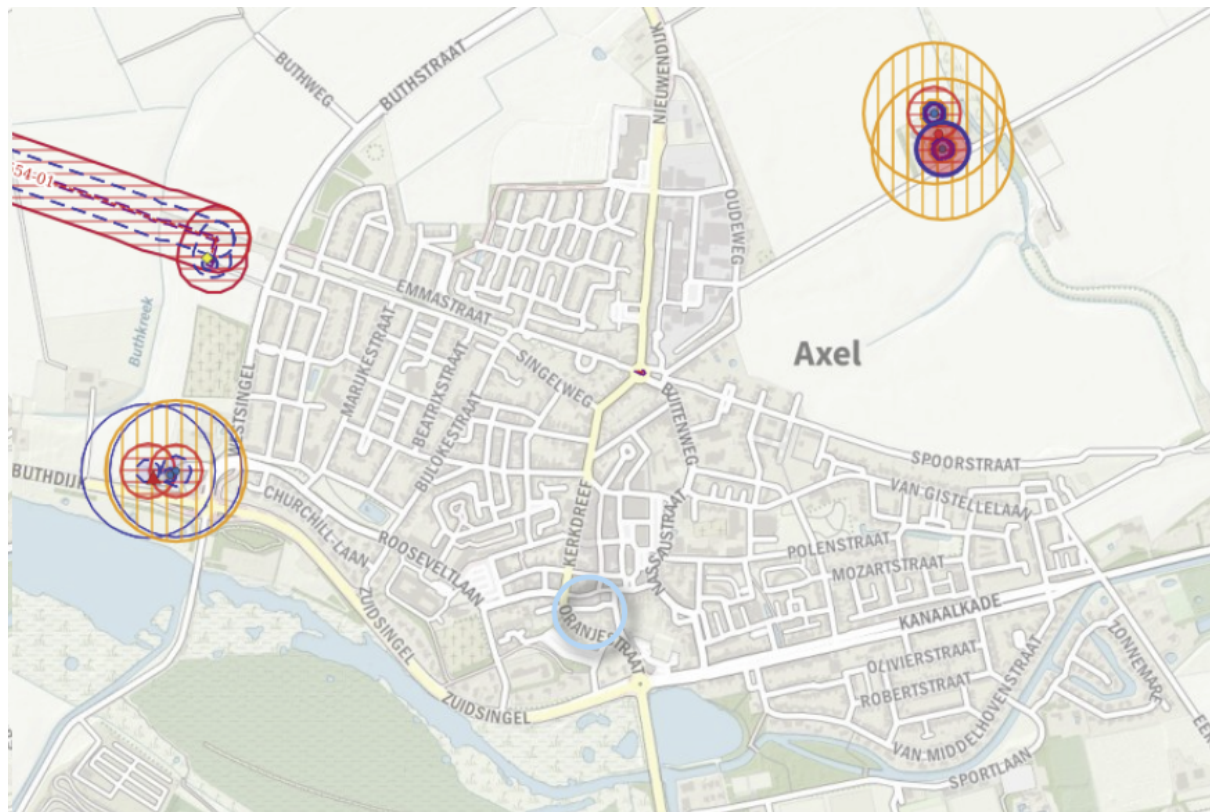 BUTHWEG
BUTHSTRAAT
NIEUWENDIJK
54-01
OUDEWEG
Buthkreek
EMMASTRAAT
SINGELWEG
MARIJKESTRAAT
BEATRIXSTRAAT
BIJLOKESTRAAT
Axel
BUITENWEG
WESTSINGEL
BUTHDIJK
SPOORSTRAAT
VAN GISTELLELAAN
CHURCHILL-LAAN
ROOSEVELTLAAN
KERKDREEF
NASSAUSTRAAT
POLENSTRAAT
MOZARTSTRAAT
ZUIDSINGEL
ORANJESTRAAT
KANAALKADE
OLIVIERSTRAAT
ROBERTSTRAAT
ZONNEMARE
ZUIDSINGEL
VAN MIDDELHOVENSTRAAT
SPORTLAAN
EE